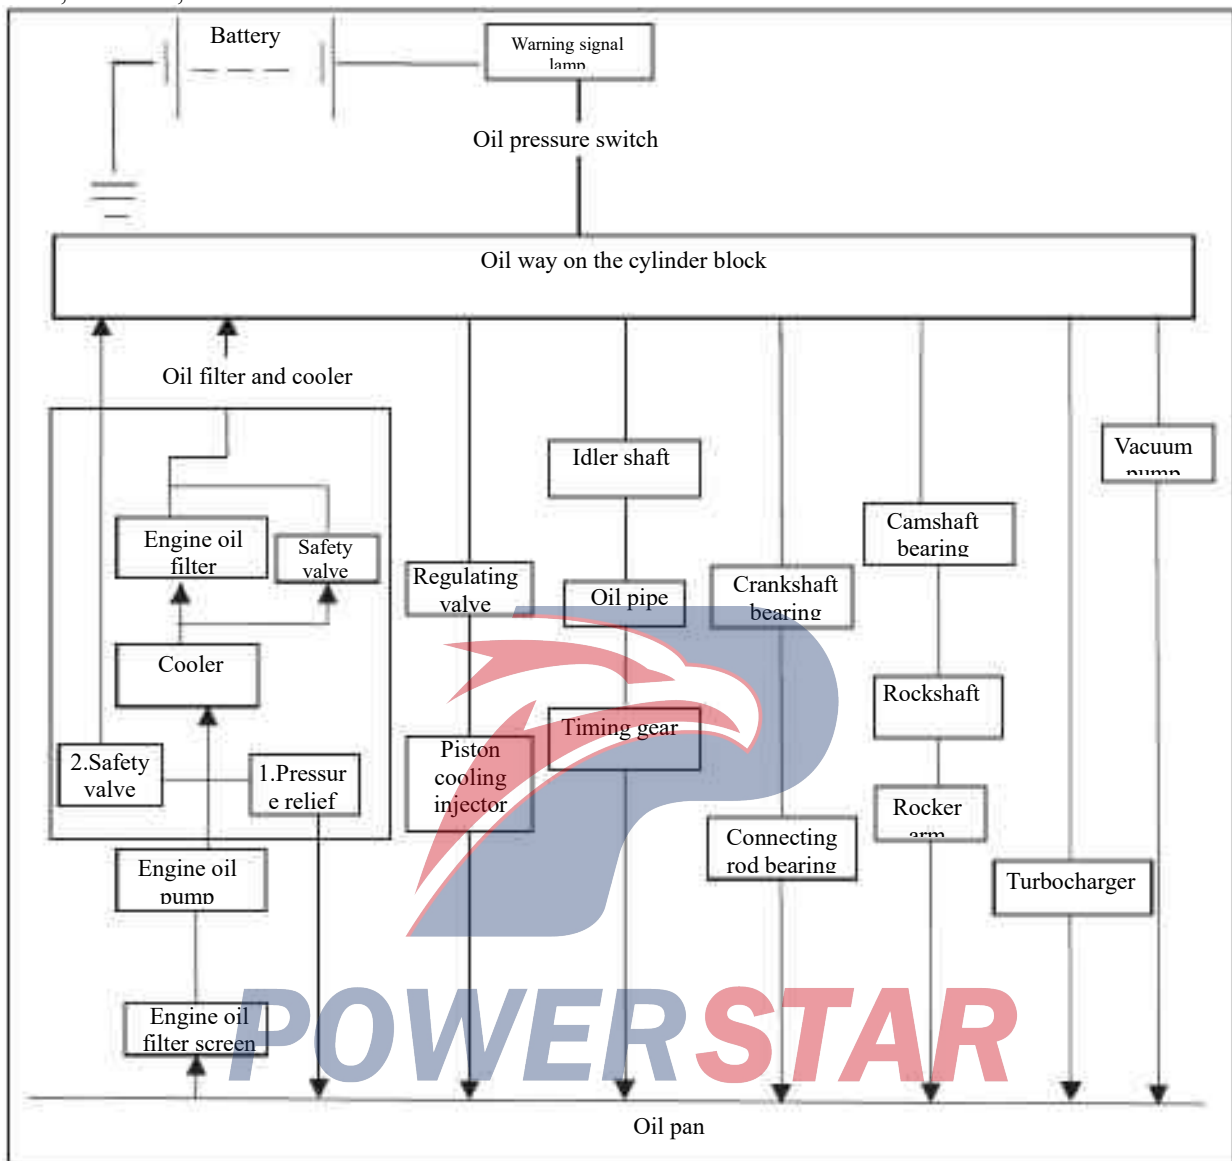 Battery
Warning signal
lamp
Oil pressure switch
Oil way on the cylinder block
Oil filter and cooler
Engine oil
filter
Safety
valve
Cooler
2.Safety
valve
1.Pressur
e relief
Engine oil
pump
Engine oil
filter screen
Regulating
valve
Piston
cooling
injector
Idler shaft
Oil pipe
Timing gear
Crankshaft
bearing
Connecting
rod bearing
Camshaft
bearing
Rockshaft
Rocker
arm
Turbocharger
Vacuum
pump
POWERSTAR
Oil pan